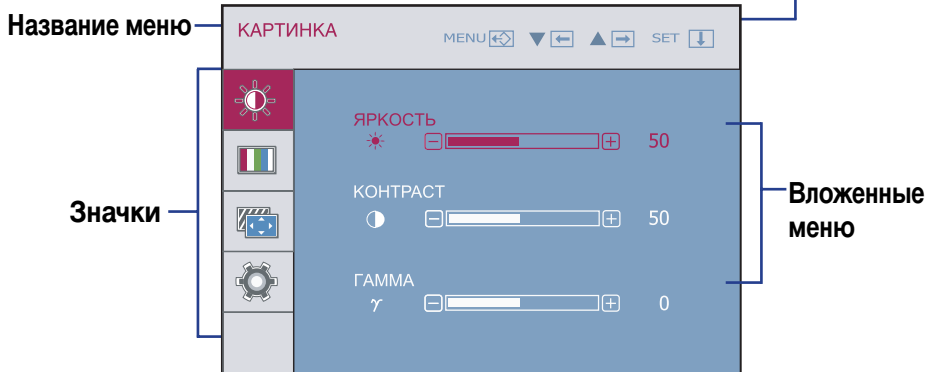 Название меню
КАРТИНКА
MENU ▼ ▲ SET
ЯРКОСТЬ
50
КОНТРАСТ
50
ГАММА
γ 0
Значки
Вложенные
меню